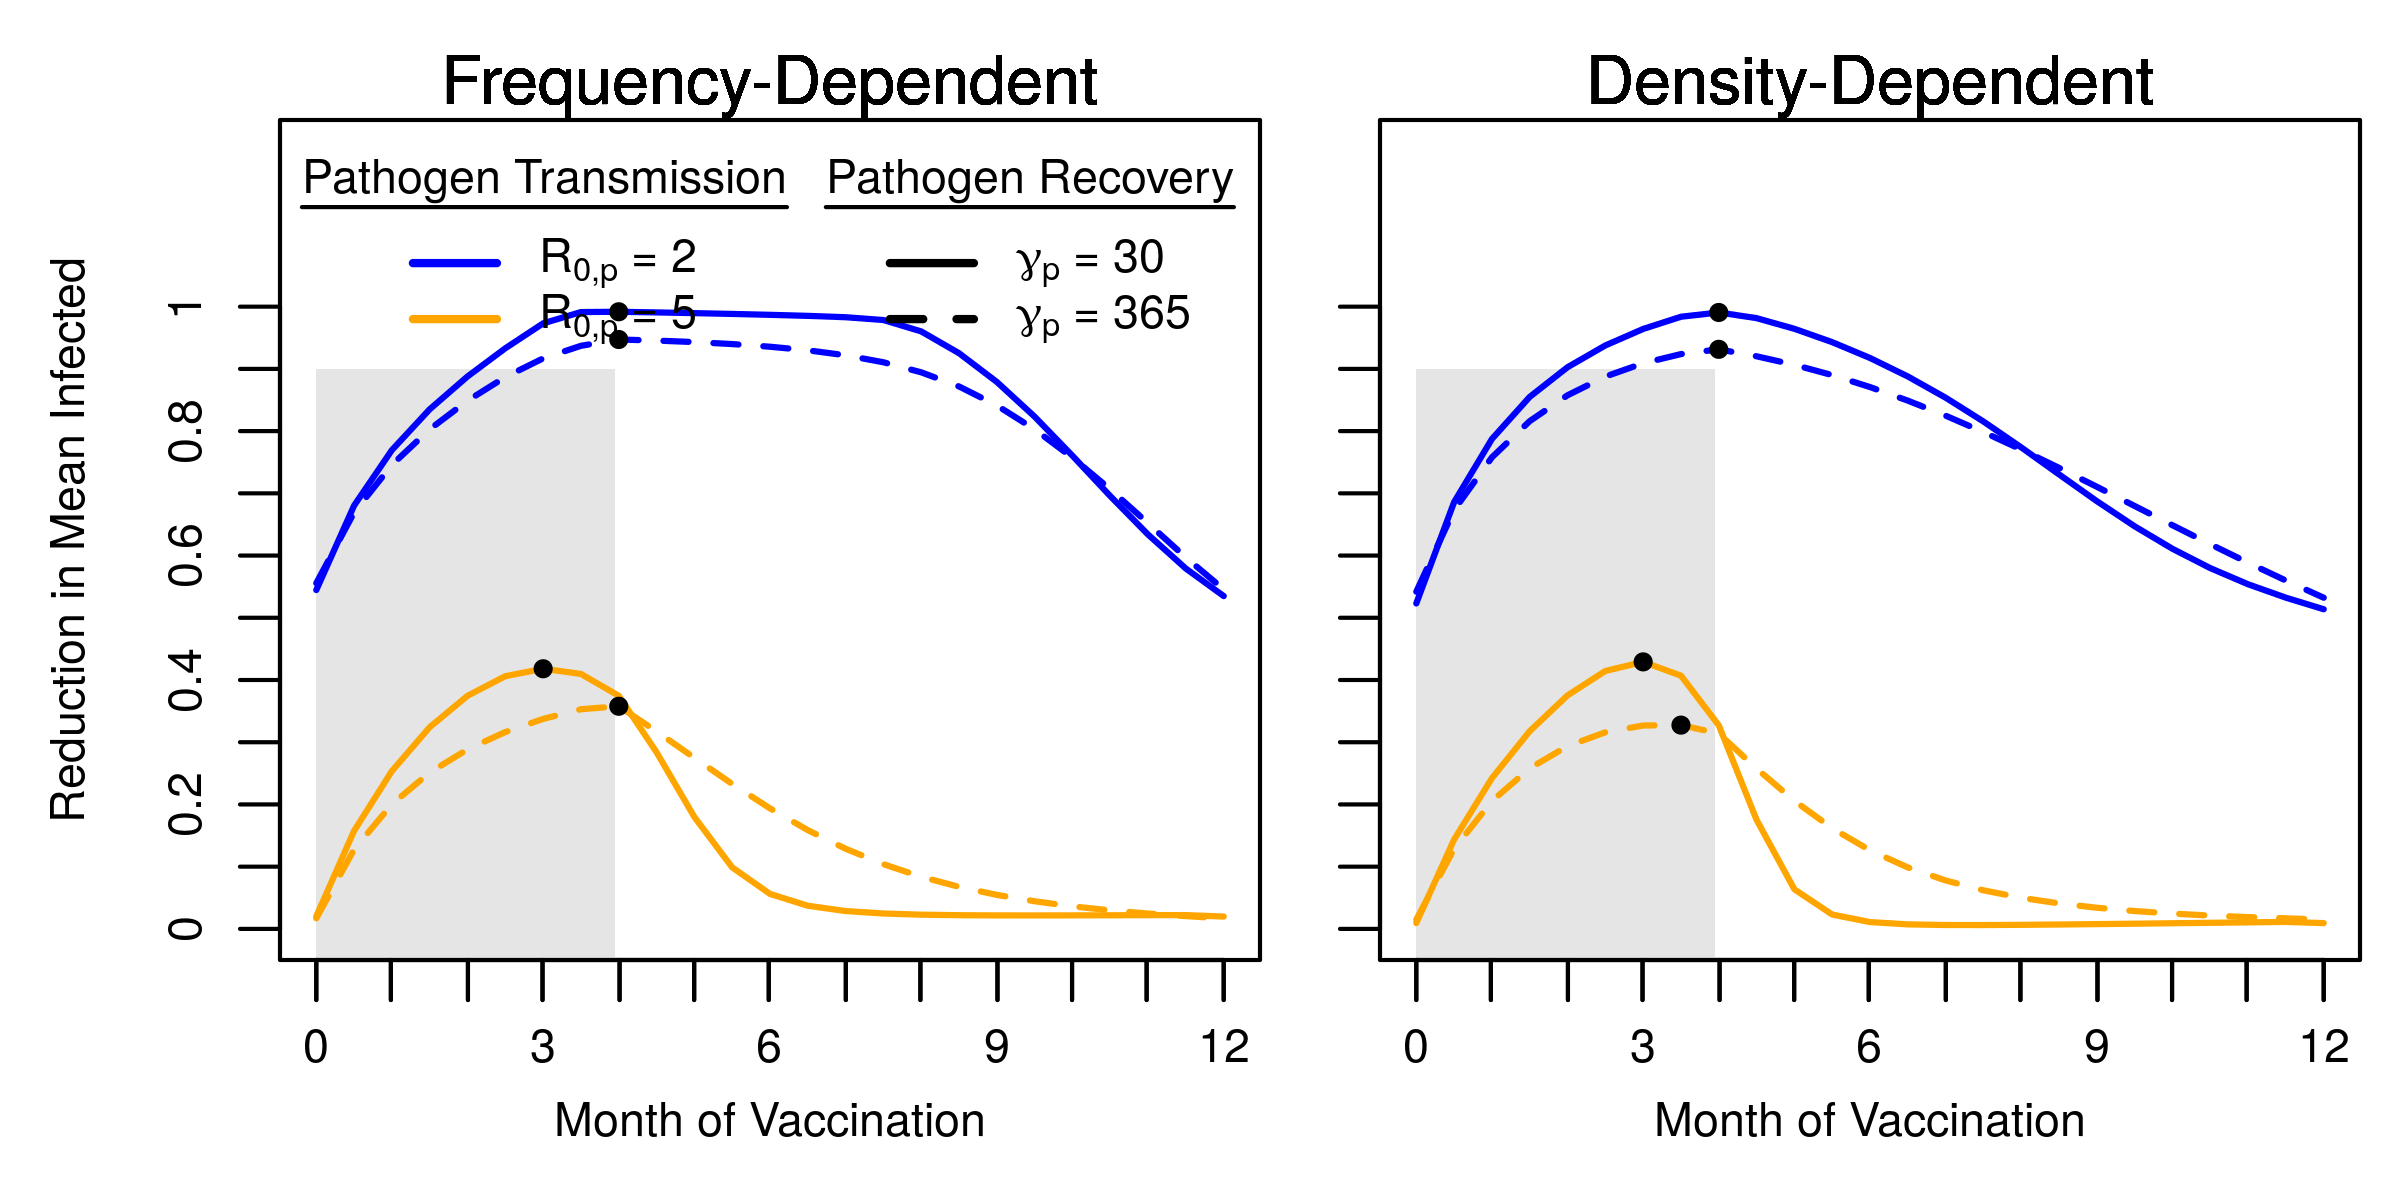 Frequency-Dependent
Density-Dependent
Pathogen Transmission
Pathogen Recovery
R0,p = 2
γp = 30
R0,p = 5
γp = 365
Reduction in Mean Infected
1
0.8
0.6
0.4
0.2
0
0 3 6 9 12
0 3 6 9 12
Month of Vaccination
Month of Vaccination